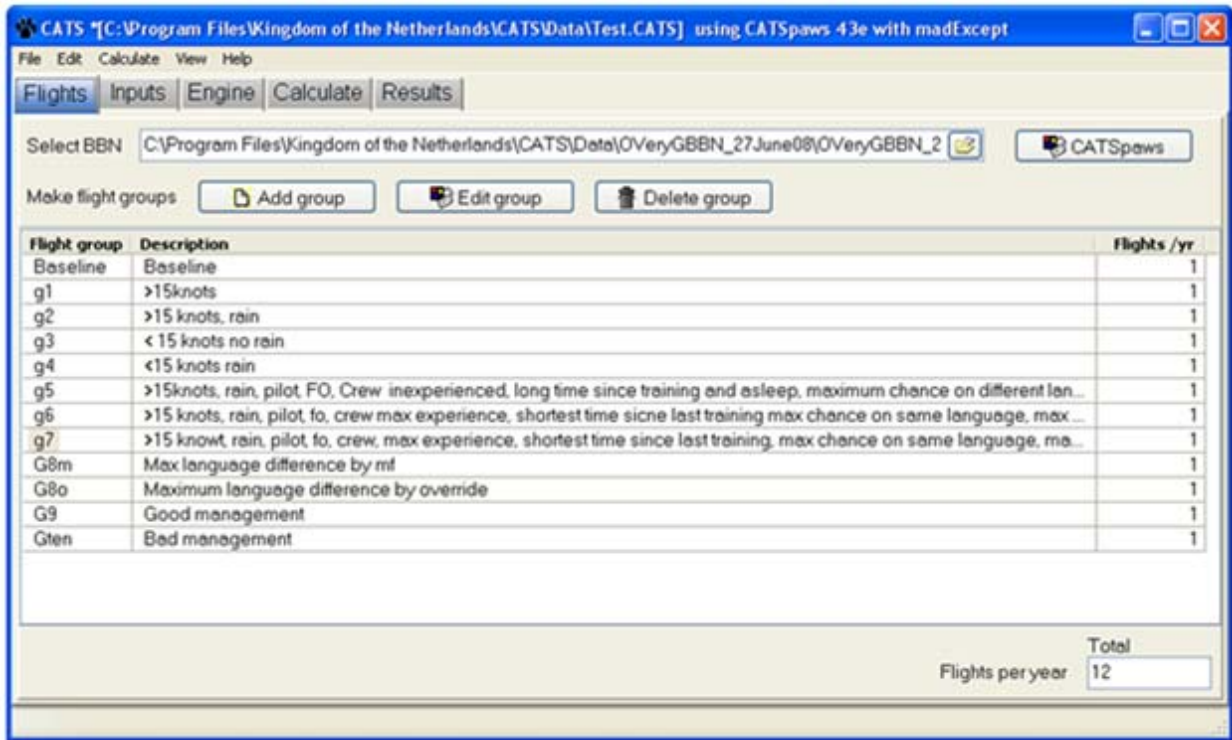 CATS *[C:\Program Files\Kingdom of the Netherlands\CATS\Data\Test.CATS] using CATSpaws 43e with madExcept
File Edit Calculate View Help
Flights Inputs Engine Calculate Results
Select BBN C:\Program Files\Kingdom of the Netherlands\CATS\Data\OVeryGBBN_27June08\OVeryGBBN_2 CATSpaws
Make flight groups Add group Edit group Delete group
Flight group Description Flights /yr
Baseline Baseline 1
g1 >15knots 1
g2 >15 knots, rain 1
g3 < 15 knots no rain 1
g4 <15 knots rain 1
g5 >15knots, rain, pilot, FO, Crew inexperienced, long time since training and asleep, maximum chance on different lan... 1
g6 >15 knots, rain, pilot, fo, crew max experience, shortest time sicne last training max chance on same language, max ... 1
g7 >15 knowt, rain, pilot, fo, crew, max experience, shortest time since last training, max chance on same language, ma... 1
G8m Max language difference by mf 1
G8o Maximum language difference by override 1
G9 Good management 1
Gten Bad management 1
Total
Flights per year 12